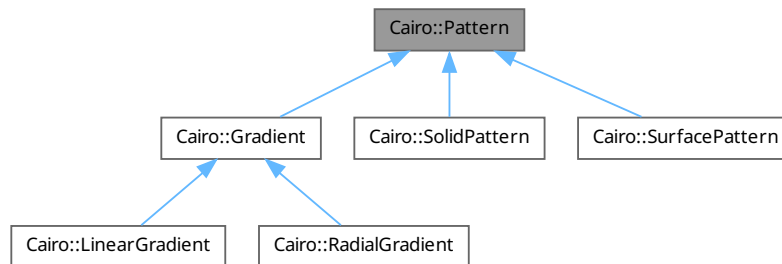 Cairo::Pattern
Cairo::Gradient
Cairo::SolidPattern
Cairo::SurfacePattern
Cairo::LinearGradient
Cairo::RadialGradient